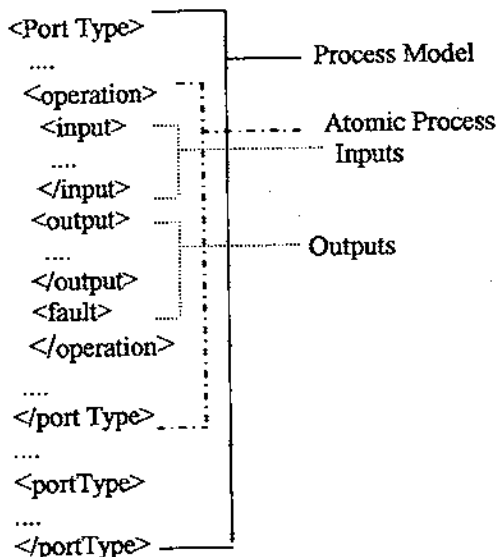 <Port Type>
....
Process Model
<operation>
<input>
Atomic Process
Inputs
....
</input>
<output>
Outputs
....
</output>
<fault>
</operation>
....
</port Type>
....
<portType>
....
</portType>